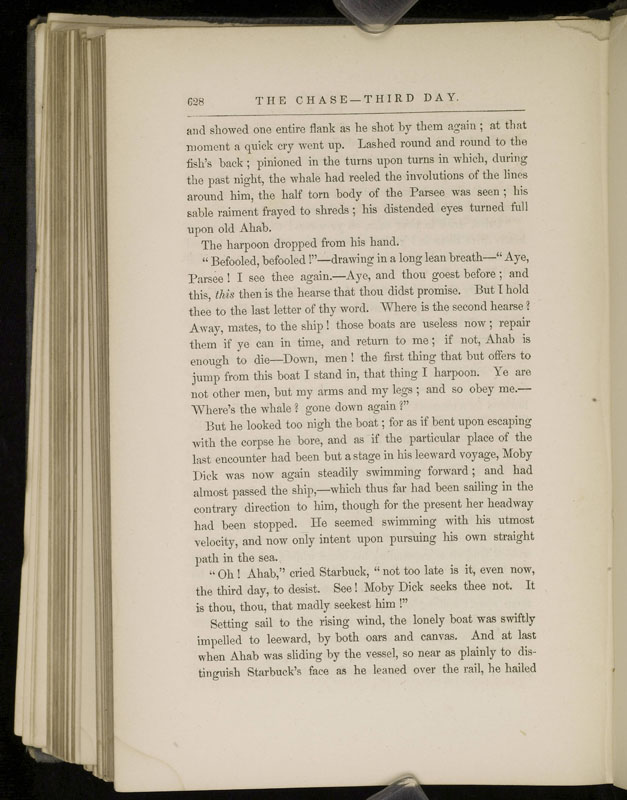 628 THE CHASE—THIRD DAY.
and showed one entire flank as he shot by them again ; at that
moment a quick cry went up. Lashed round and round to the
fish's back ; pinioned in the turns upon turns in which, during
the past night, the whale had reeled the involutions of the lines
around him, the half torn body of the Parsee was seen ; his
sable raiment frayed to shreds ; his distended eyes turned full
upon old Ahab.
The harpoon dropped from his hand.
“ Befooled, befooled !”—drawing in a long lean breath—“ Aye,
Parsee ! I see thee again.—Aye, and thou goest before ; and
this, this then is the hearse that thou didst promise. But I hold
thee to the last letter of thy word. Where is the second hearse ?
Away, mates, to the ship ! those boats are useless now ; repair
them if ye can in time, and return to me ; if not, Ahab is
enough to die—Down, men ! the first thing that but offers to
jump from this boat I stand in, that thing I harpoon. Ye are
not other men, but my arms and my legs ; and so obey me.—
Where's the whale ? gone down again ?”
But he looked too nigh the boat ; for as if bent upon escaping
with the corpse he bore, and as if the particular place of the
last encounter had been but a stage in his leeward voyage, Moby
Dick was now again steadily swimming forward ; and had
almost passed the ship,—which thus far had been sailing in the
contrary direction to him, though for the present her headway
had been stopped. He seemed swimming with his utmost
velocity, and now only intent upon pursuing his own straight
path in the sea.
“ Oh ! Ahab,” cried Starbuck, “ not too late is it, even now,
the third day, to desist. See ! Moby Dick seeks thee not. It
is thou, thou, that madly seekest him !”
Setting sail to the rising wind, the lonely boat was swiftly
impelled to leeward, by both oars and canvas. And at last
when Ahab was sliding by the vessel, so near as plainly to dis-
tinguish Starbuck's face as he leaned over the rail, he hailed